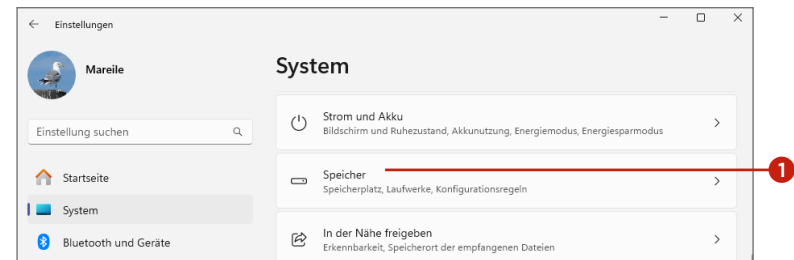 Einstellungen
Mareile
System
Einstellung suchen
Startseite
System
Bluetooth und Geräte
Strom und Akku
Bildschirm und Ruhezustand, Akkunutzung, Energiemodus, Energiesparmodus
Speicher
Speicherplatz, Laufwerke, Konfigurationsregeln
1
In der Nähe freigeben
Erkennbarkeit, Speicherort der empfangenen Dateien